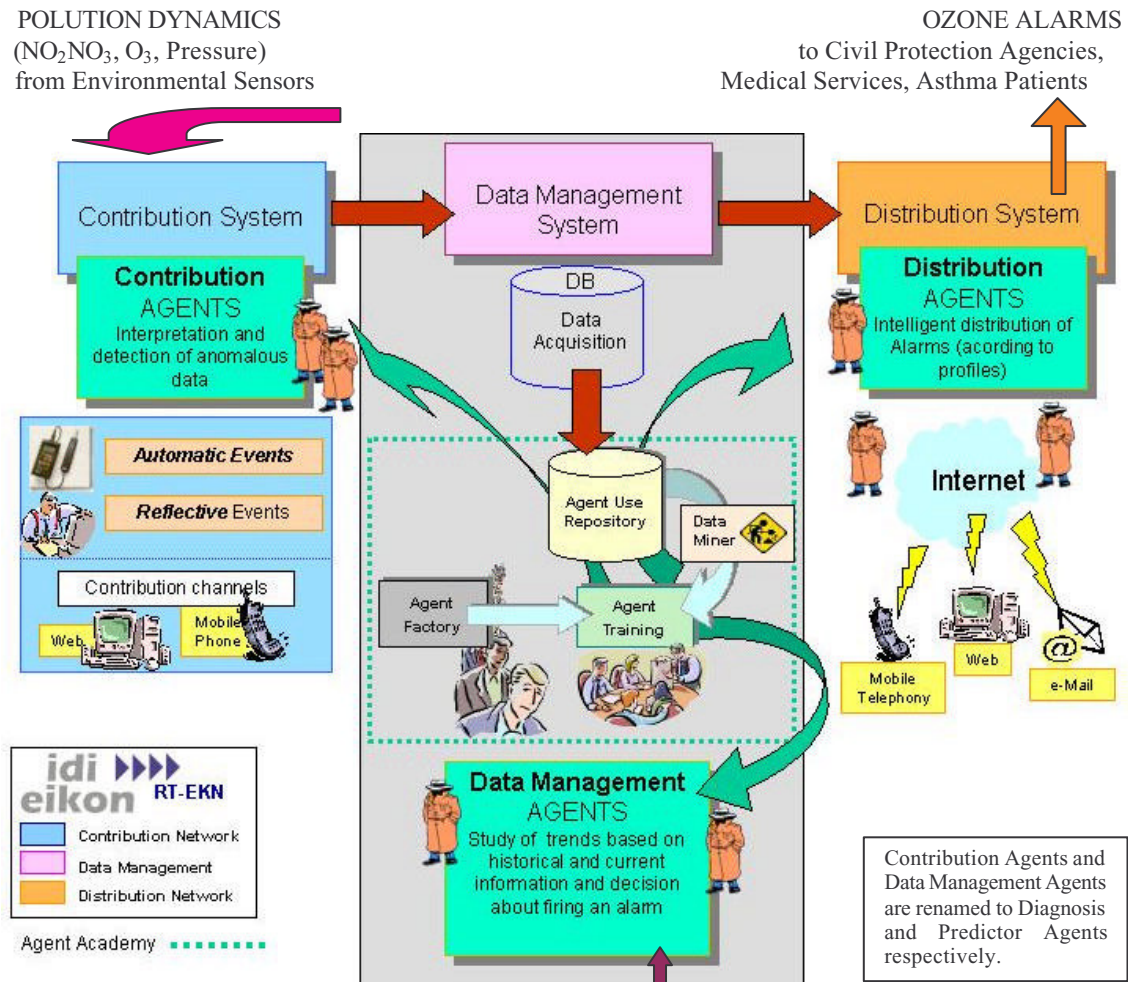 POLUTION DYNAMICS
(NO₂NO₃, O₃, Pressure)
from Environmental Sensors
OZONE ALARMS
to Civil Protection Agencies,
Medical Services, Asthma Patients
Contribution System
Data Management
System
Distribution System
Contribution
AGENTS
Interpretation and
detection of anomalous
data
DB
Data
Acquisition
Distribution
AGENTS
Intelligent distribution of
Alarms (acording to
profiles)
Automatic Events
Reflective Events
Contribution channels
Web
Mobile
Phone
Agent Use
Repository
Data
Miner
Agent
Factory
Agent
Training
Internet
Mobile
Telephony
Web
@
e-Mail
Data Management
AGENTS
Study of trends based on
historical and current
information and decision
about firing an alarm
idi
eikon
RT-EKN
Contribution Network
Data Management
Distribution Network
Agent Academy
Contribution Agents and
Data Management Agents
are renamed to Diagnosis
and Predictor Agents
respectively.